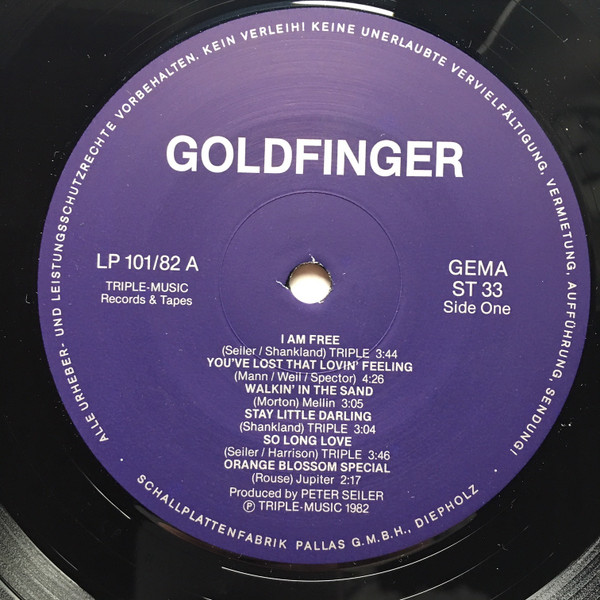 ALLE URHEBER- UND LEISTUNGSSCHUTZRECHTE VORBEHALTEN. KEIN VERLEIH! KEINE UNERLAUBTE VERVIELFÄLTIGUNG, VERMIETUNG, AUFFÜHRUNG, SENDUNG!
GOLDFINGER
LP 101/82 A
TRIPLE-MUSIC
Records & Tapes
GEMA
ST 33
Side One
I AM FREE
(Seiler / Shankland) TRIPLE 3:44
YOU'VE LOST THAT LOVIN' FEELING
(Mann / Weil / Spector) 4:26
WALKIN' IN THE SAND
(Morton) Mellin 3:05
STAY LITTLE DARLING
(Shankland) TRIPLE 3:04
SO LONG LOVE
(Seiler / Harrison) TRIPLE 3:46
ORANGE BLOSSOM SPECIAL
(Rouse) Jupiter 2:17
Produced by PETER SEILER
Ⓟ TRIPLE-MUSIC 1982
· SCHALLPLATTENFABRIK PALLAS G.M.B.H., DIEPHOLZ ·